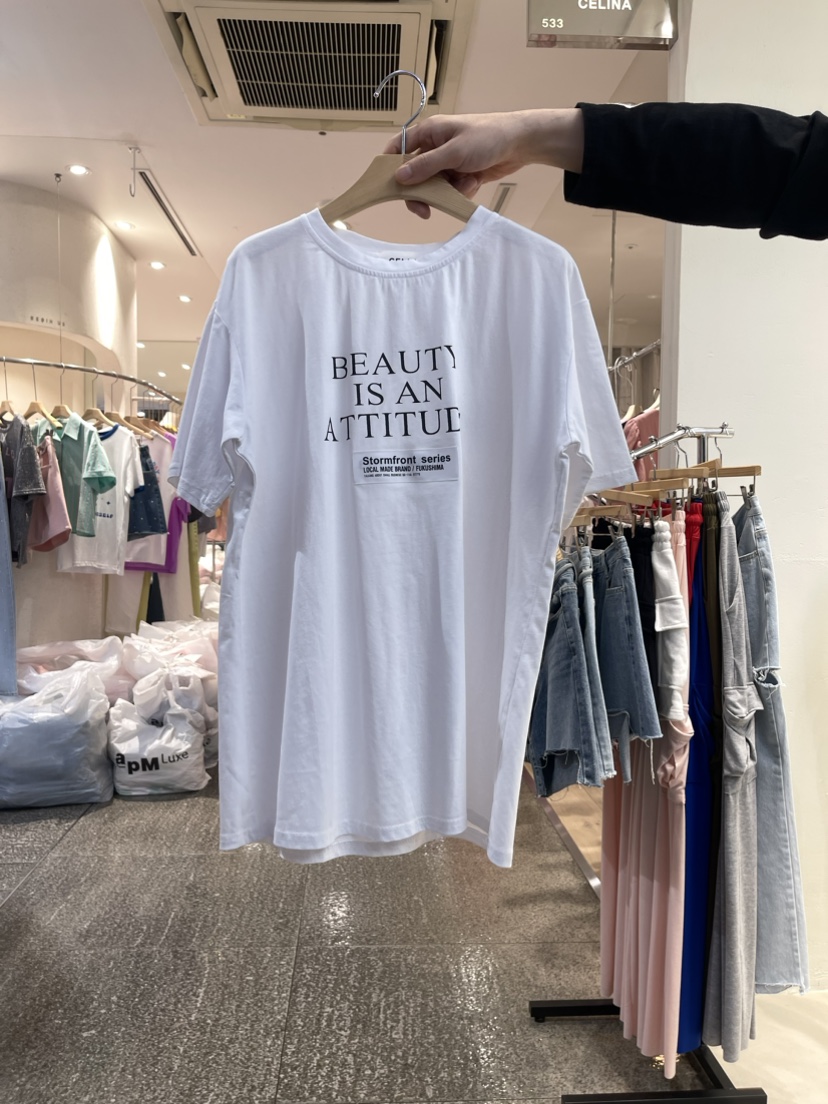 CELINA
533
BEAUTY
IS AN
ATTITUD
Stormfront series
LOCAL MADE BRAND / FUKUSHIMA
apM Luxe